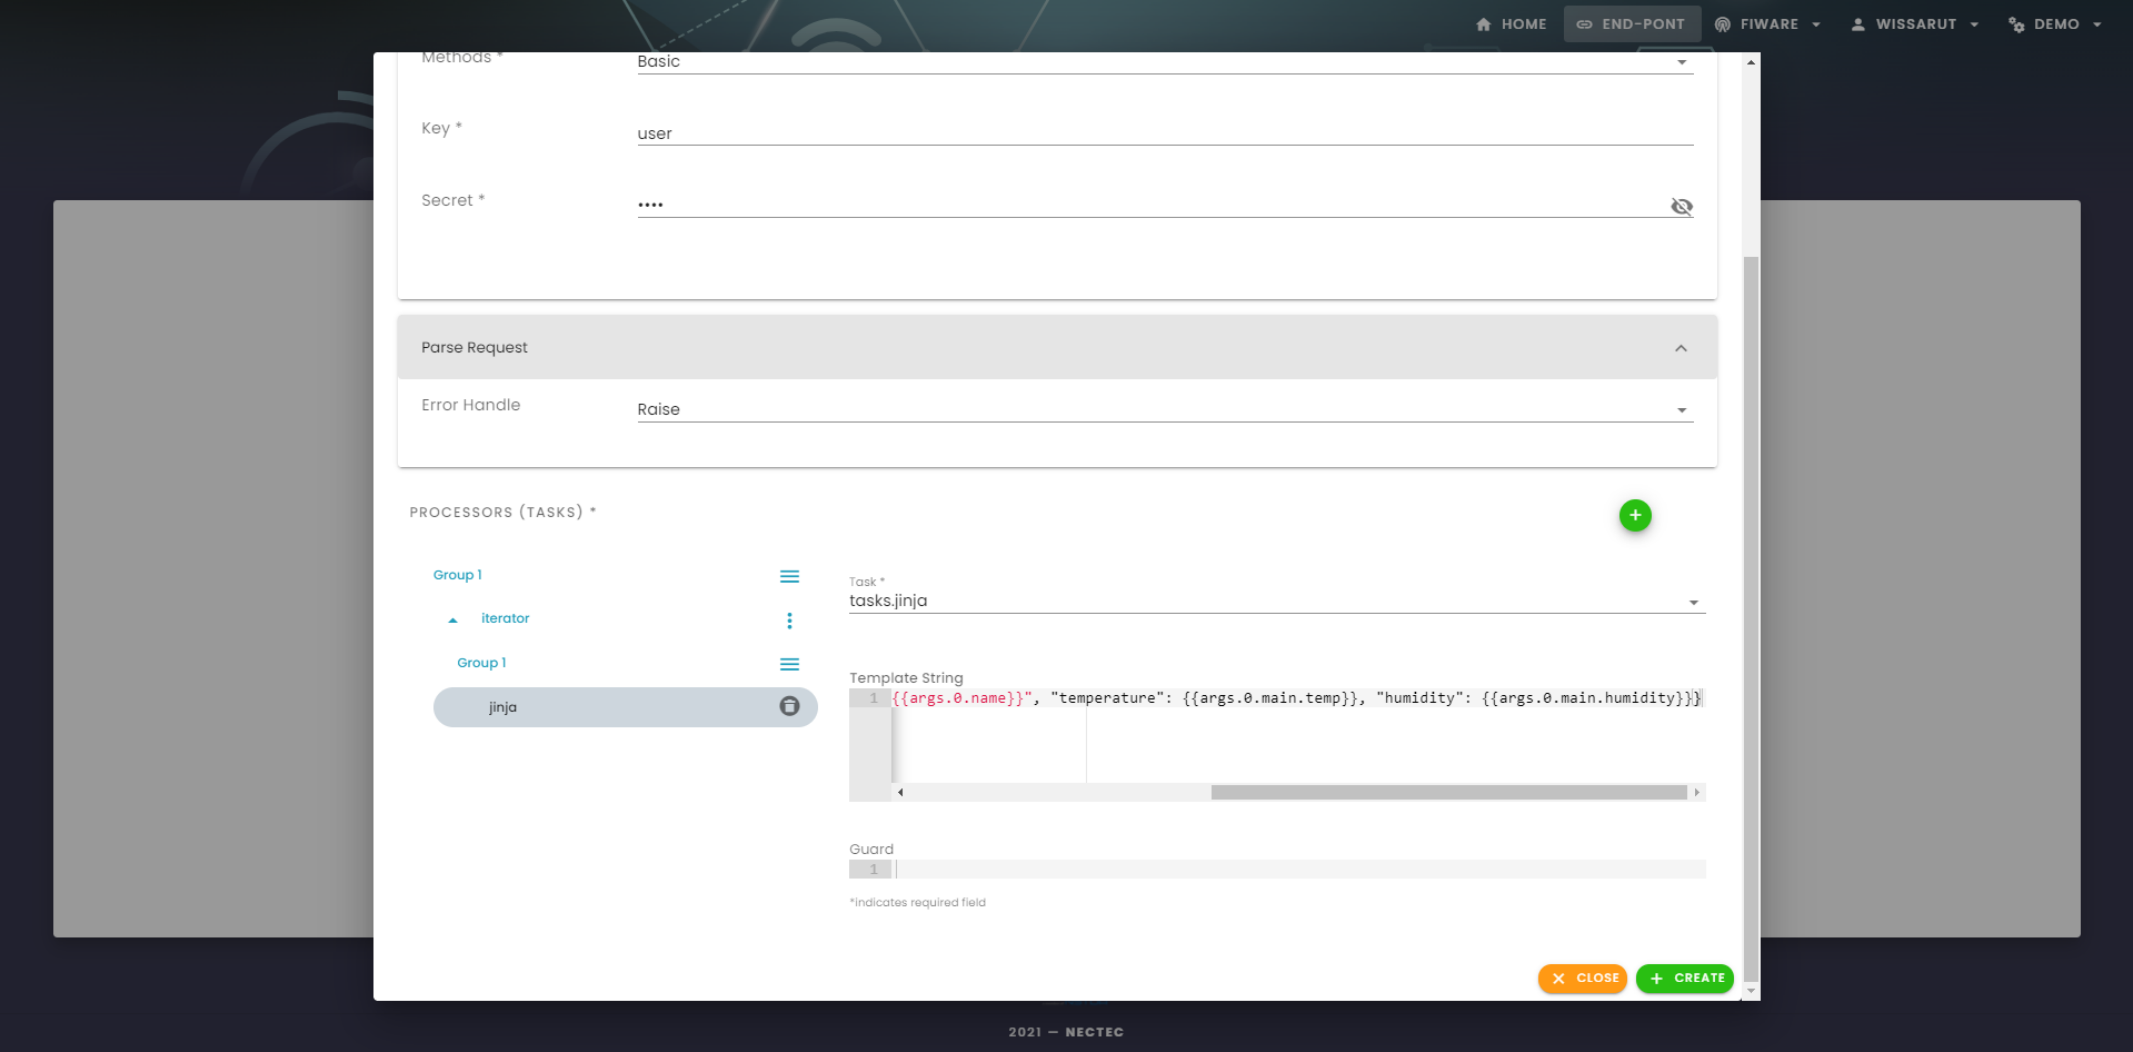 HOME END-PONT FIWARE WISSARUT DEMO
Methods * Basic
Key * user
Secret * ••••
Parse Request
Error Handle Raise
PROCESSORS (TASKS) *
Group 1
Task *
tasks.jinja
iterator
Group 1
jinja
Template String
1 {{args.0.name}}", "temperature": {{args.0.main.temp}}, "humidity": {{args.0.main.humidity}}}
Guard
1
*indicates required field
CLOSE CREATE
2021 — NECTEC